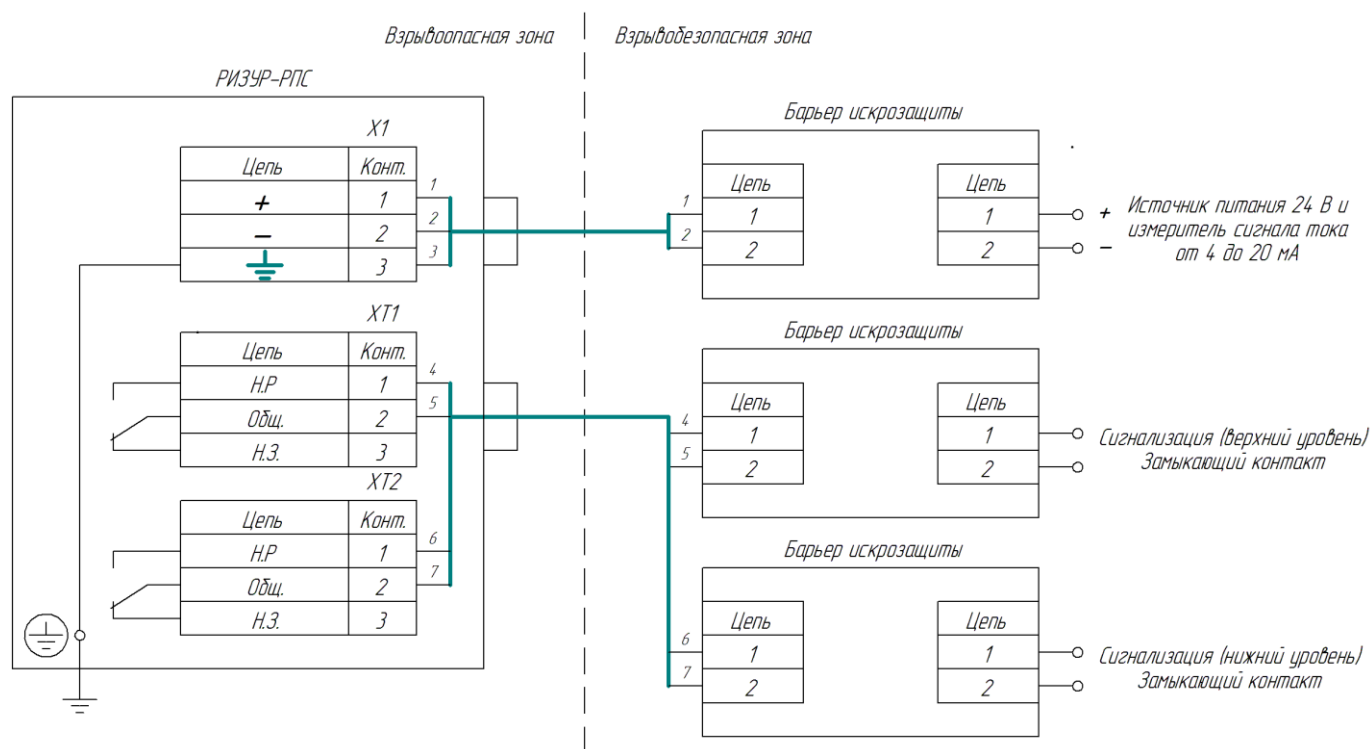 Взрывоопасная зона
Взрывобезопасная зона
РИЗУР-РПС
X1
Цепь Конт.
+ 1
− 2
3
1
2
3
XT1
Цепь Конт.
Н.Р 1
Общ. 2
Н.З. 3
4
5
XT2
Цепь Конт.
Н.Р 1
Общ. 2
Н.З. 3
6
7
Барьер искрозащиты
1
2
Цепь
1
2
Цепь
1
2
+
−
Источник питания 24 В и
измеритель сигнала тока
от 4 до 20 мА
Барьер искрозащиты
4
5
Цепь
1
2
Цепь
1
2
Сигнализация (верхний уровень)
Замыкающий контакт
Барьер искрозащиты
6
7
Цепь
1
2
Цепь
1
2
Сигнализация (нижний уровень)
Замыкающий контакт